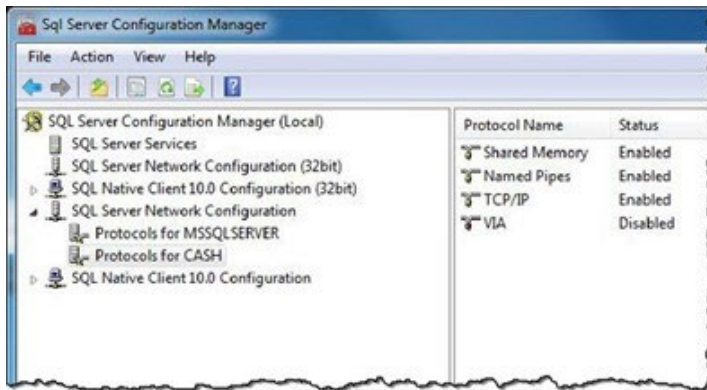 Sql Server Configuration Manager
File Action View Help
SQL Server Configuration Manager (Local)
SQL Server Services
SQL Server Network Configuration (32bit)
SQL Native Client 10.0 Configuration (32bit)
SQL Server Network Configuration
Protocols for MSSQLSERVER
Protocols for CASH
SQL Native Client 10.0 Configuration
Protocol Name Status
Shared Memory Enabled
Named Pipes Enabled
TCP/IP Enabled
VIA Disabled